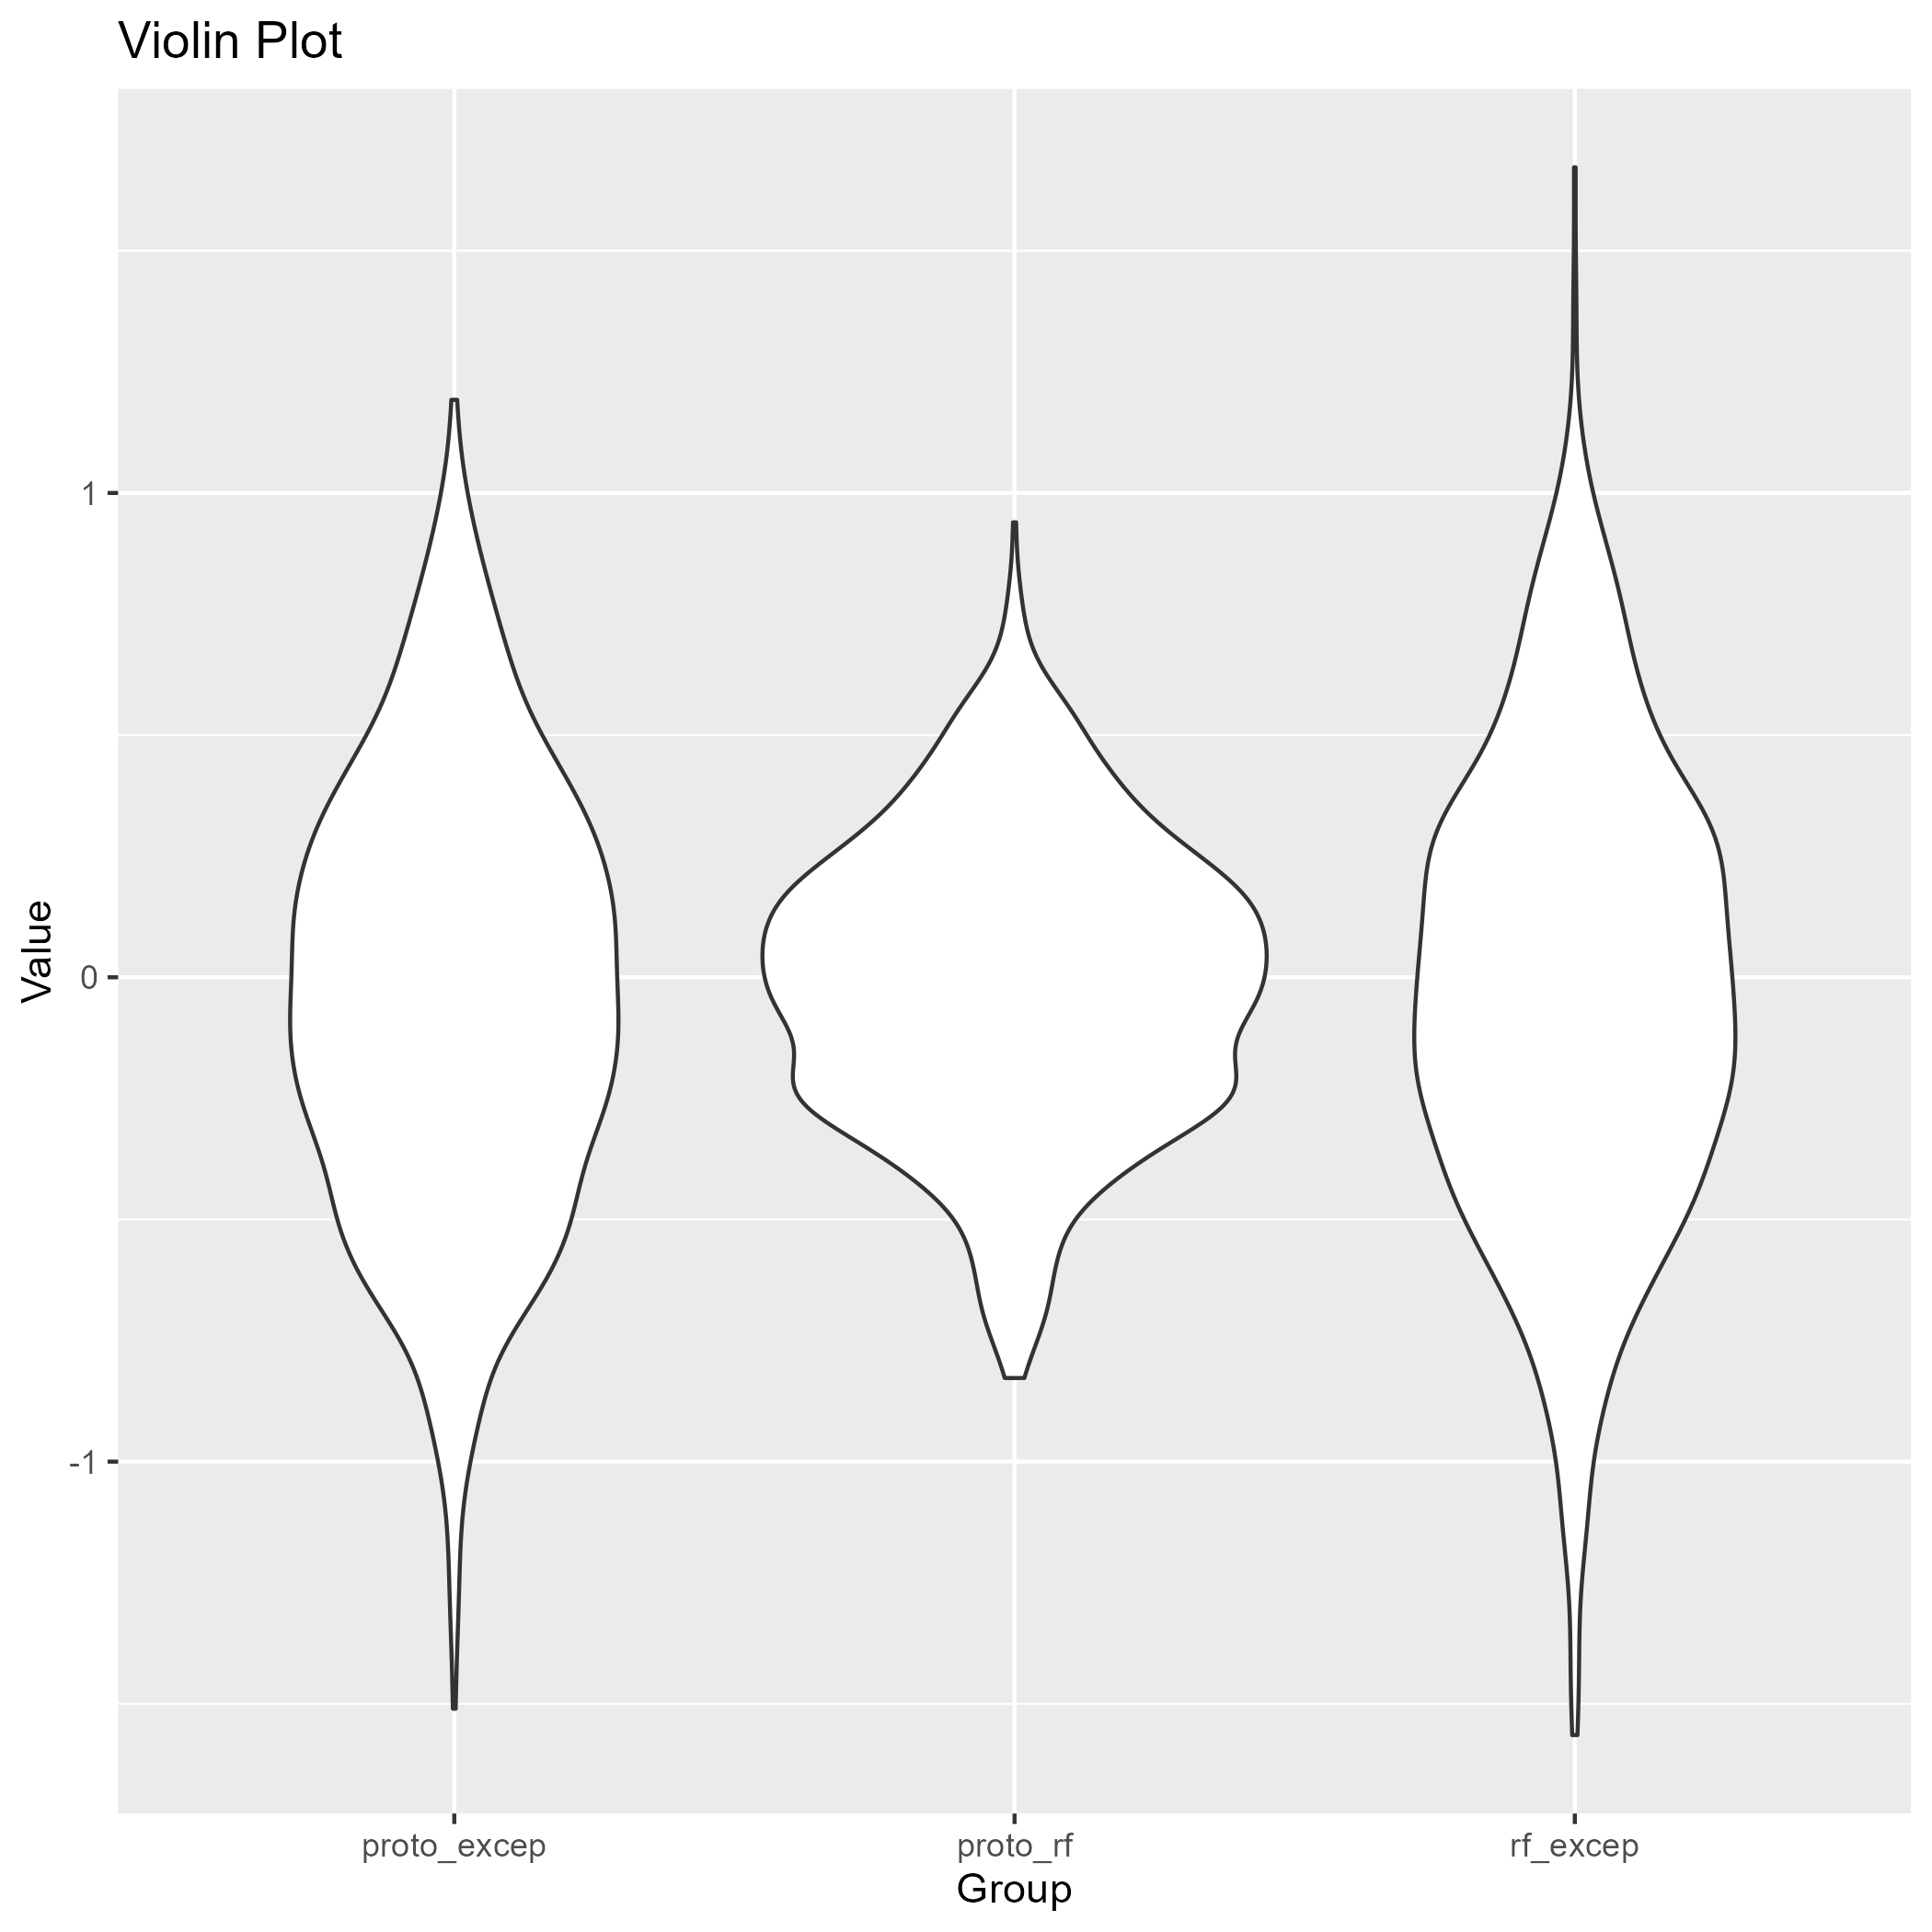 Violin Plot
Value
1
0
-1
proto_excep proto_rf rf_excep
Group